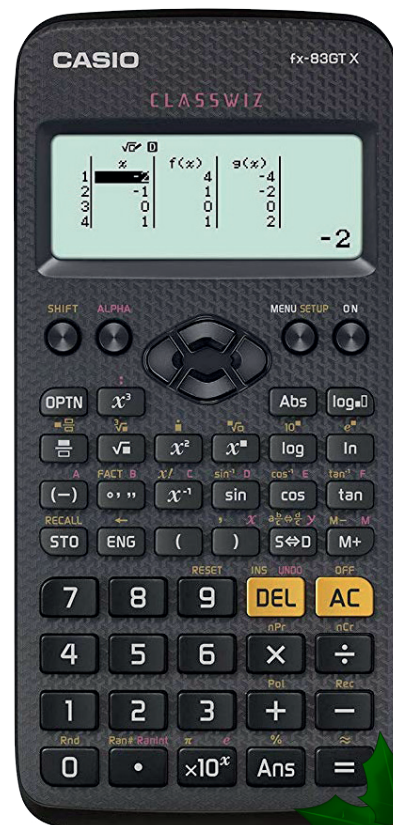 CASIO fx-83GT X
CLASSWIZ
√▱ D
x f(x) g(x)
1 -2 4 -4
2 -1 1 -2
3 0 0 0
4 1 1 2
-2
SHIFT ALPHA MENU SETUP ON
:
OPTN x³ Abs log■▯
■▯/▯ ³√■ ■√▯ 10■ e■
√■ x² x■ log ln
A FACT B x! C sin⁻¹ D cos⁻¹ E tan⁻¹ F
(−) ° ’ ” x⁻¹ sin cos tan
RECALL ← , x a b/c⇔d/c y M− M
STO ENG ( ) S⇔D M+
RESET INS UNDO OFF
7 8 9 DEL AC
nPr nCr
4 5 6 × ÷
Pol Rec
1 2 3 + −
Rnd Ran# RanInt π e % ≈
0 • ×10ˣ Ans =